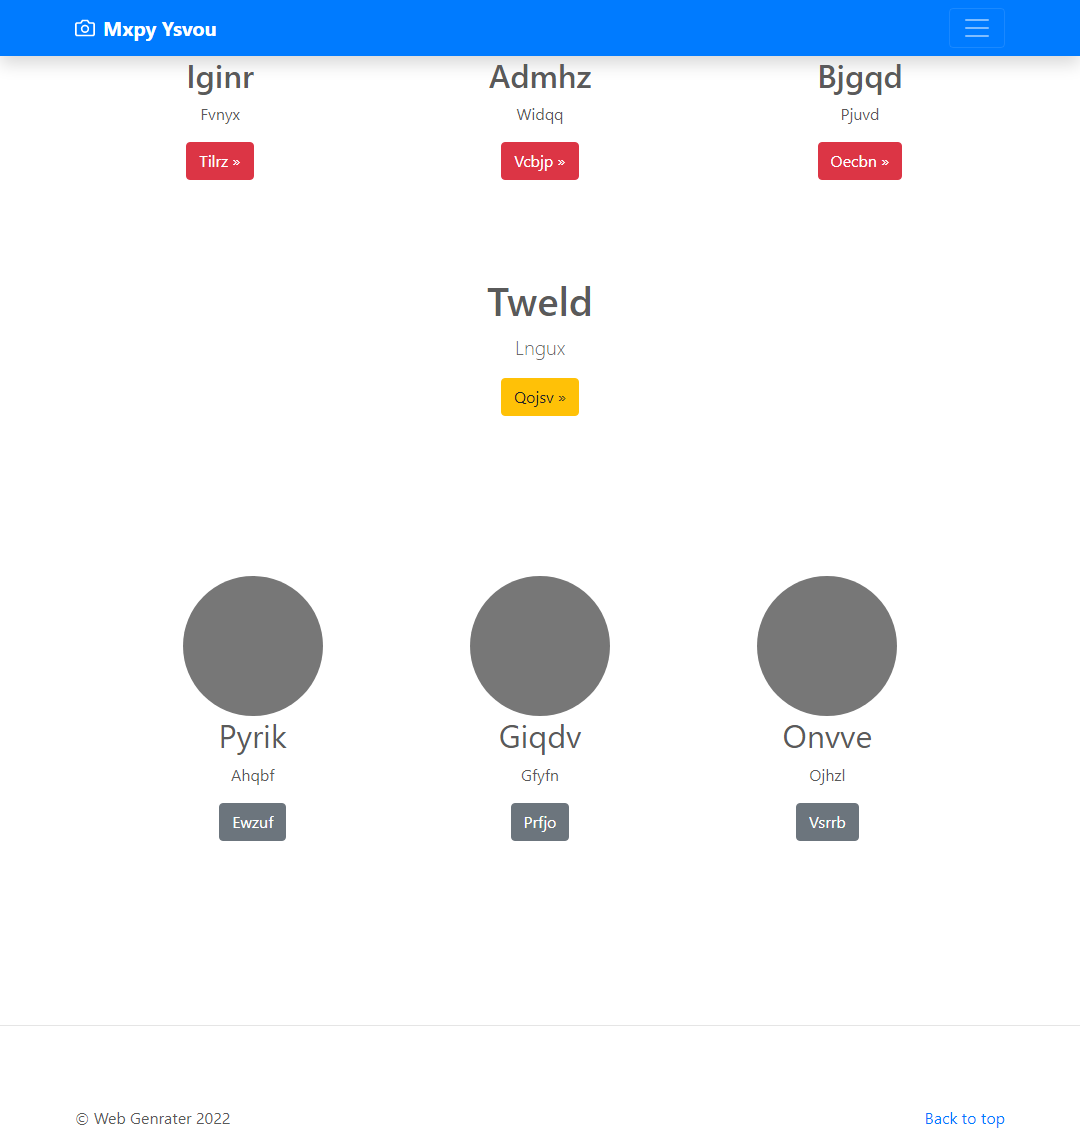 Mxpy Ysvou
Iginr
Fvnyx
Tilrz »
Admhz
Widqq
Vcbjp »
Bjgqd
Pjuvd
Oecbn »
Tweld
Lngux
Qojsv »
Pyrik
Ahqbf
Ewzuf
Giqdv
Gfyfn
Prfjo
Onvve
Ojhzl
Vsrrb
© Web Genrater 2022
Back to top